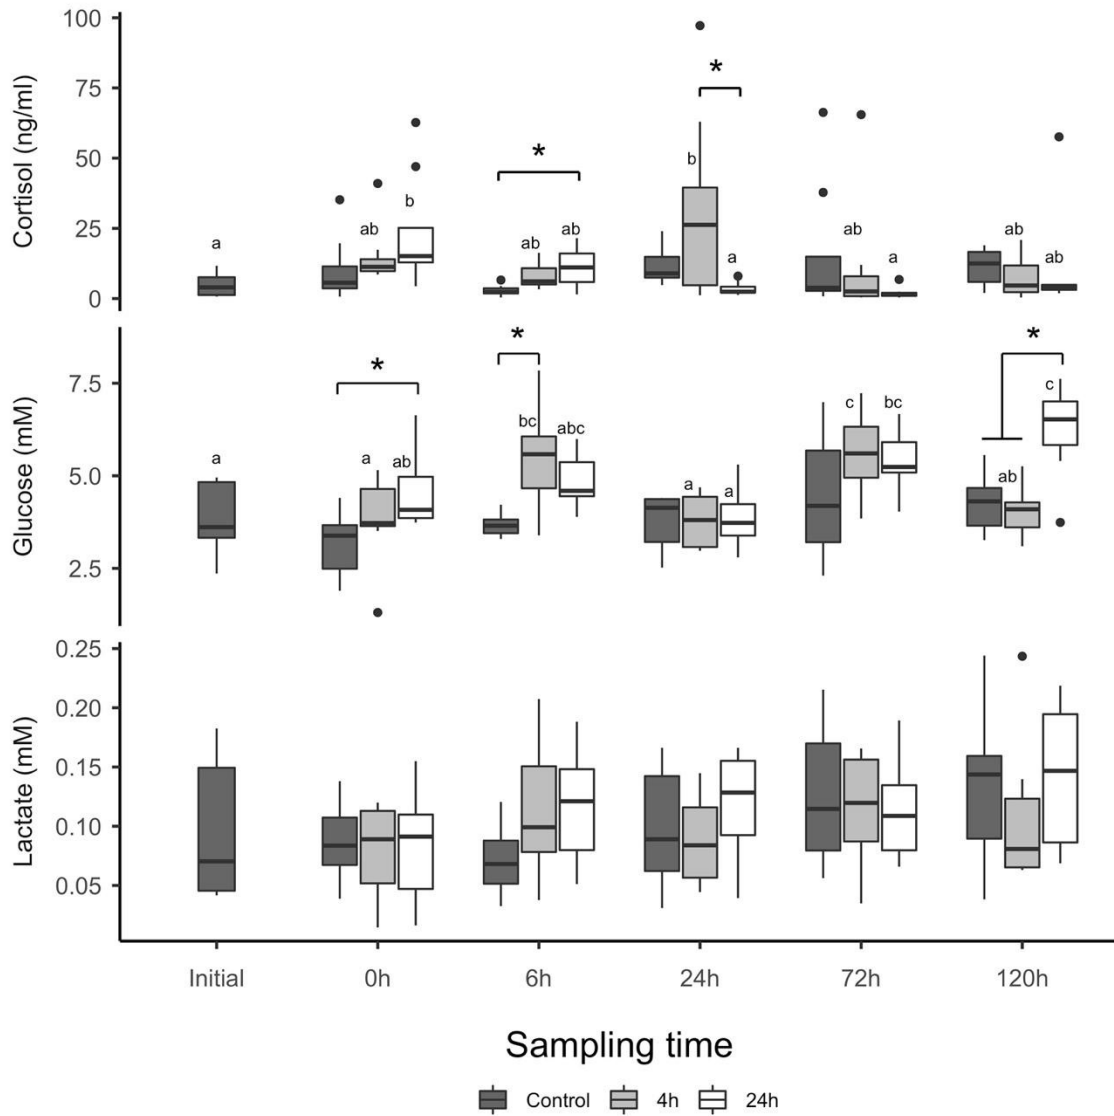 100
*
75
Cortisol (ng/ml)
*
50
b
b
25
a
ab
ab
ab
ab
ab
a
a
ab
0
*
*
*
7.5
c
Glucose (mM)
bc
abc
c
bc
a
a
ab
5.0
a
a
ab
2.5
0.25
0.20
Lactate (mM)
0.15
0.10
0.05
Initial
0h
6h
24h
72h
120h
Sampling time
Control
4h
24h